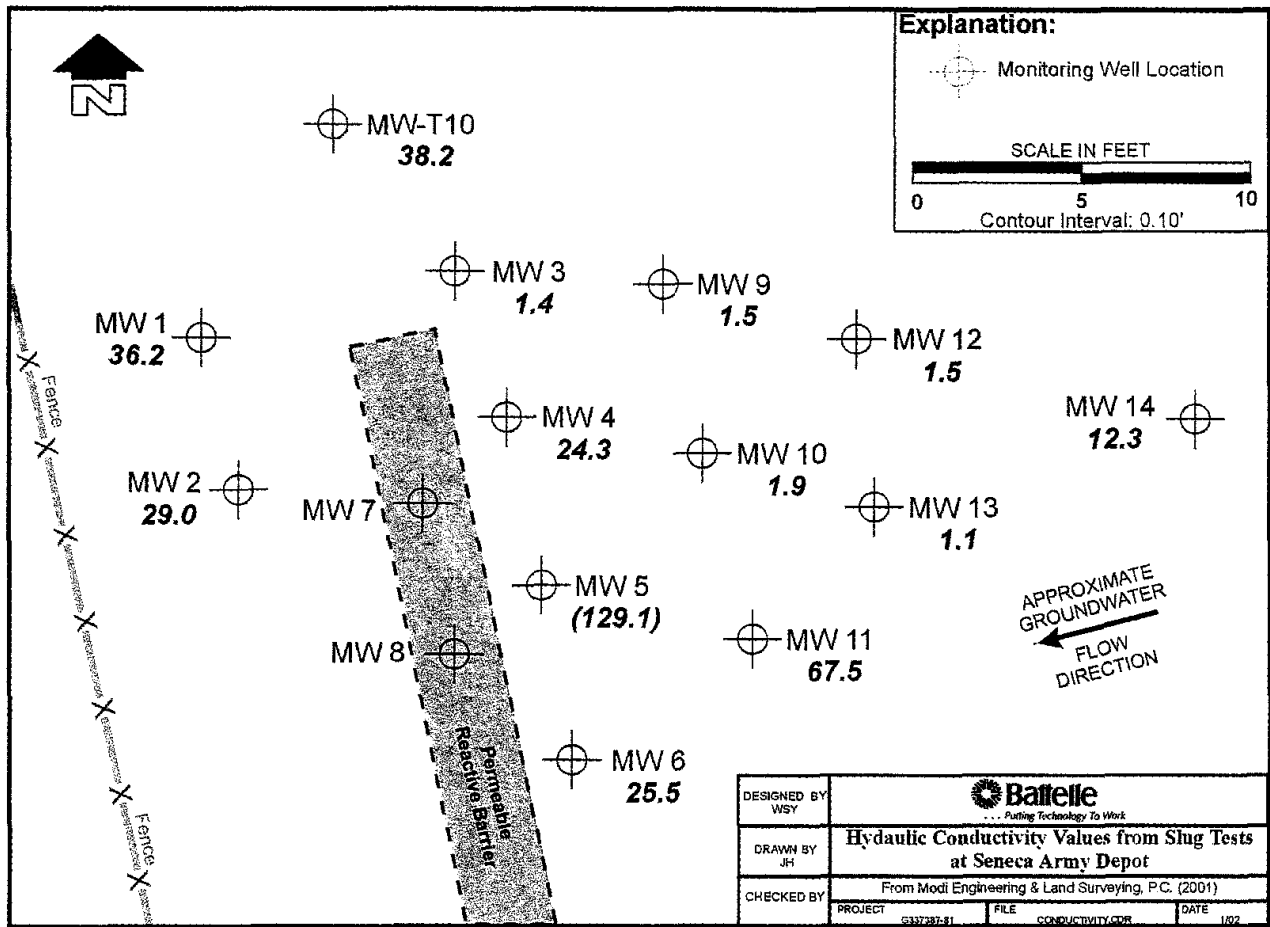 Explanation:
Monitoring Well Location
SCALE IN FEET
0 5 10
Contour Interval: 0.10'
N
MW-T10
38.2
MW 3
1.4
MW 9
1.5
MW 1
36.2
MW 12
1.5
Fence
MW 4
24.3
MW 14
12.3
MW 10
1.9
MW 2
29.0
MW 7
MW 13
1.1
MW 5
(129.1)
APPROXIMATE
GROUNDWATER
FLOW
DIRECTION
MW 8
MW 11
67.5
Permeable
Reactive Barrier
MW 6
25.5
Fence
DESIGNED BY
WSY
Battelle
. . . Putting Technology To Work
DRAWN BY
JH
Hydaulic Conductivity Values from Slug Tests
at Seneca Army Depot
CHECKED BY
From Modi Engineering & Land Surveying, P.C. (2001)
PROJECT G337387-81 FILE CONDUCTIVITY.CDR DATE 1/02